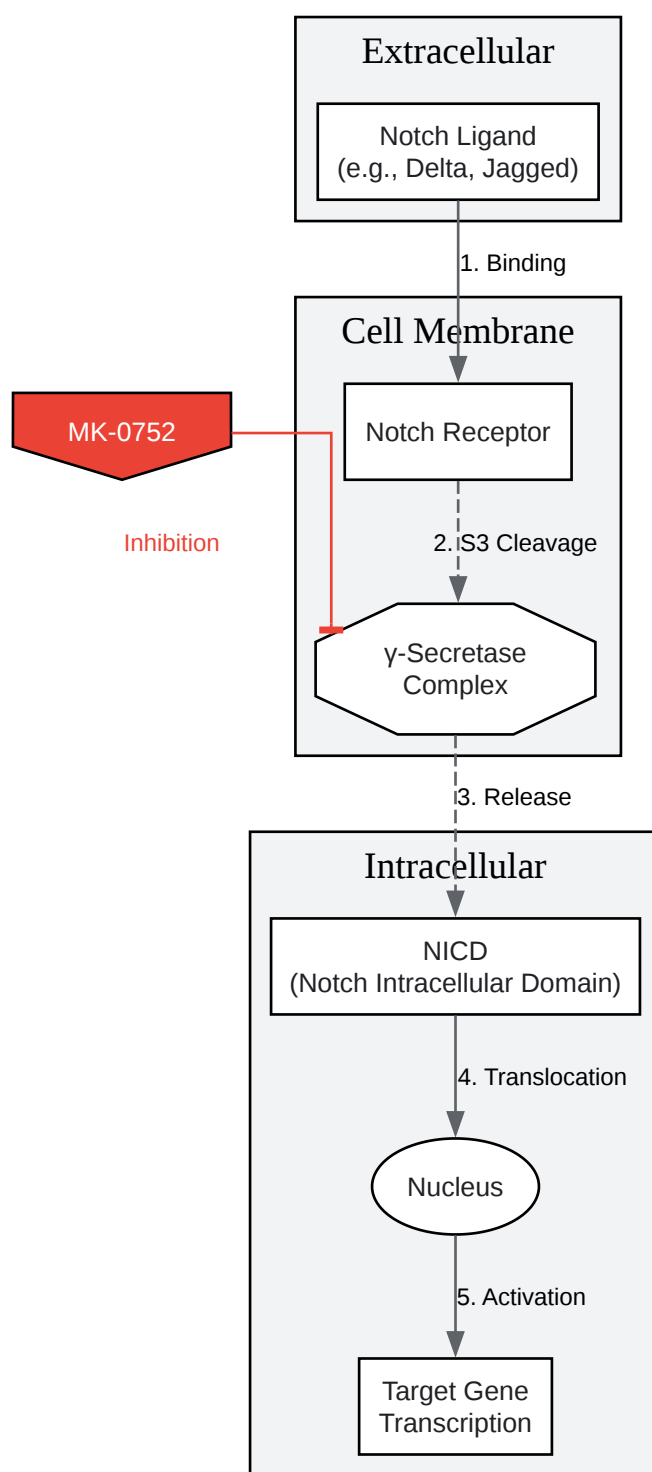 Extracellular
Notch Ligand
(e.g., Delta, Jagged)
1. Binding
Cell Membrane
MK-0752
Notch Receptor
Inhibition
2. S3 Cleavage
γ-Secretase
Complex
3. Release
Intracellular
NICD
(Notch Intracellular Domain)
4. Translocation
Nucleus
5. Activation
Target Gene
Transcription